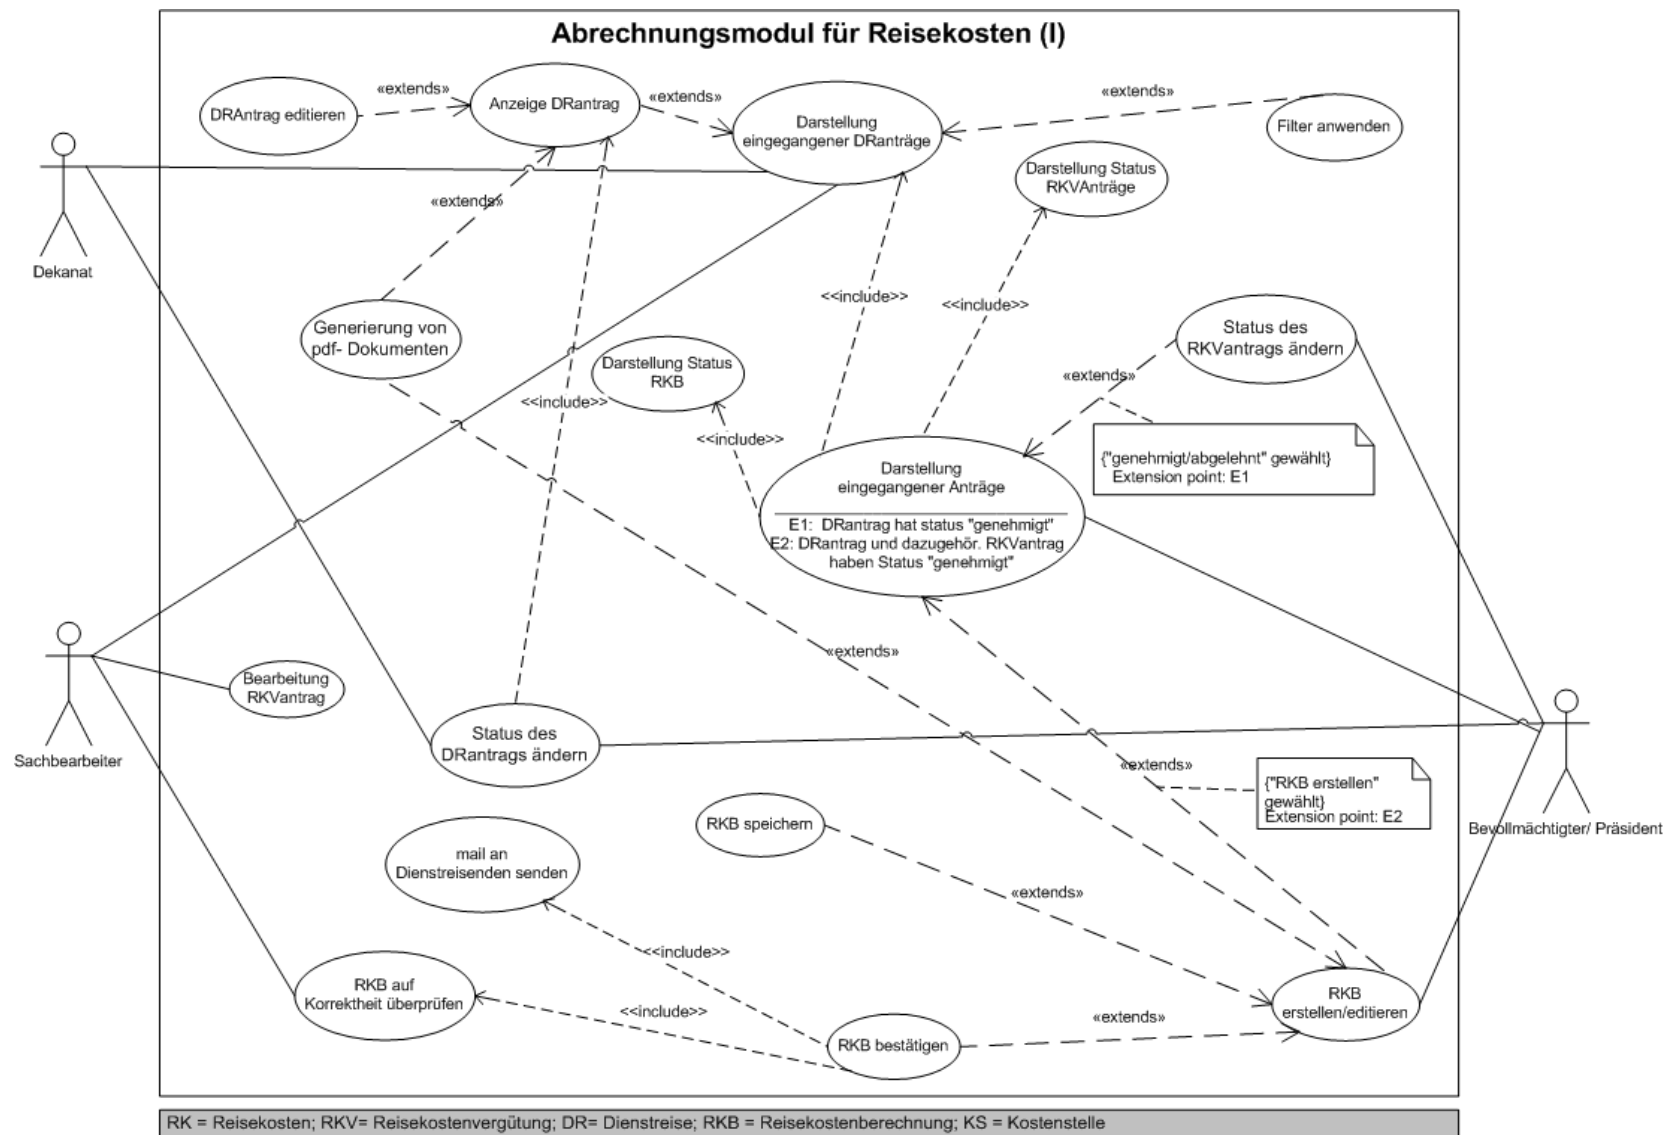 Abrechnungsmodul für Reisekosten (I)
DRAntrag editieren
«extends»
Anzeige DRantrag
«extends»
Darstellung
eingegangener DRanträge
«extends»
Filter anwenden
Darstellung Status
RKVAnträge
«extends»
Dekanat
Generierung von
pdf- Dokumenten
<<include>>
<<include>>
Status des
RKVantrags ändern
Darstellung Status
RKB
«extends»
<<include>>
<<include>>
{"genehmigt/abgelehnt" gewählt}
Extension point: E1
Darstellung
eingegangener Anträge
E1: DRantrag hat status "genehmigt"
E2: DRantrag und dazugehör. RKVantrag
haben Status "genehmigt"
«extends»
Bearbeitung
RKVantrag
Sachbearbeiter
Status des
DRantrags ändern
«extends»
{"RKB erstellen"
gewählt}
Extension point: E2
Bevollmächtigter/ Präsident
RKB speichern
mail an
Dienstreisenden senden
«extends»
<<include>>
RKB auf
Korrektheit überprüfen
<<include>>
RKB bestätigen
«extends»
RKB
erstellen/editieren
RK = Reisekosten; RKV= Reisekostenvergütung; DR= Dienstreise; RKB = Reisekostenberechnung; KS = Kostenstelle